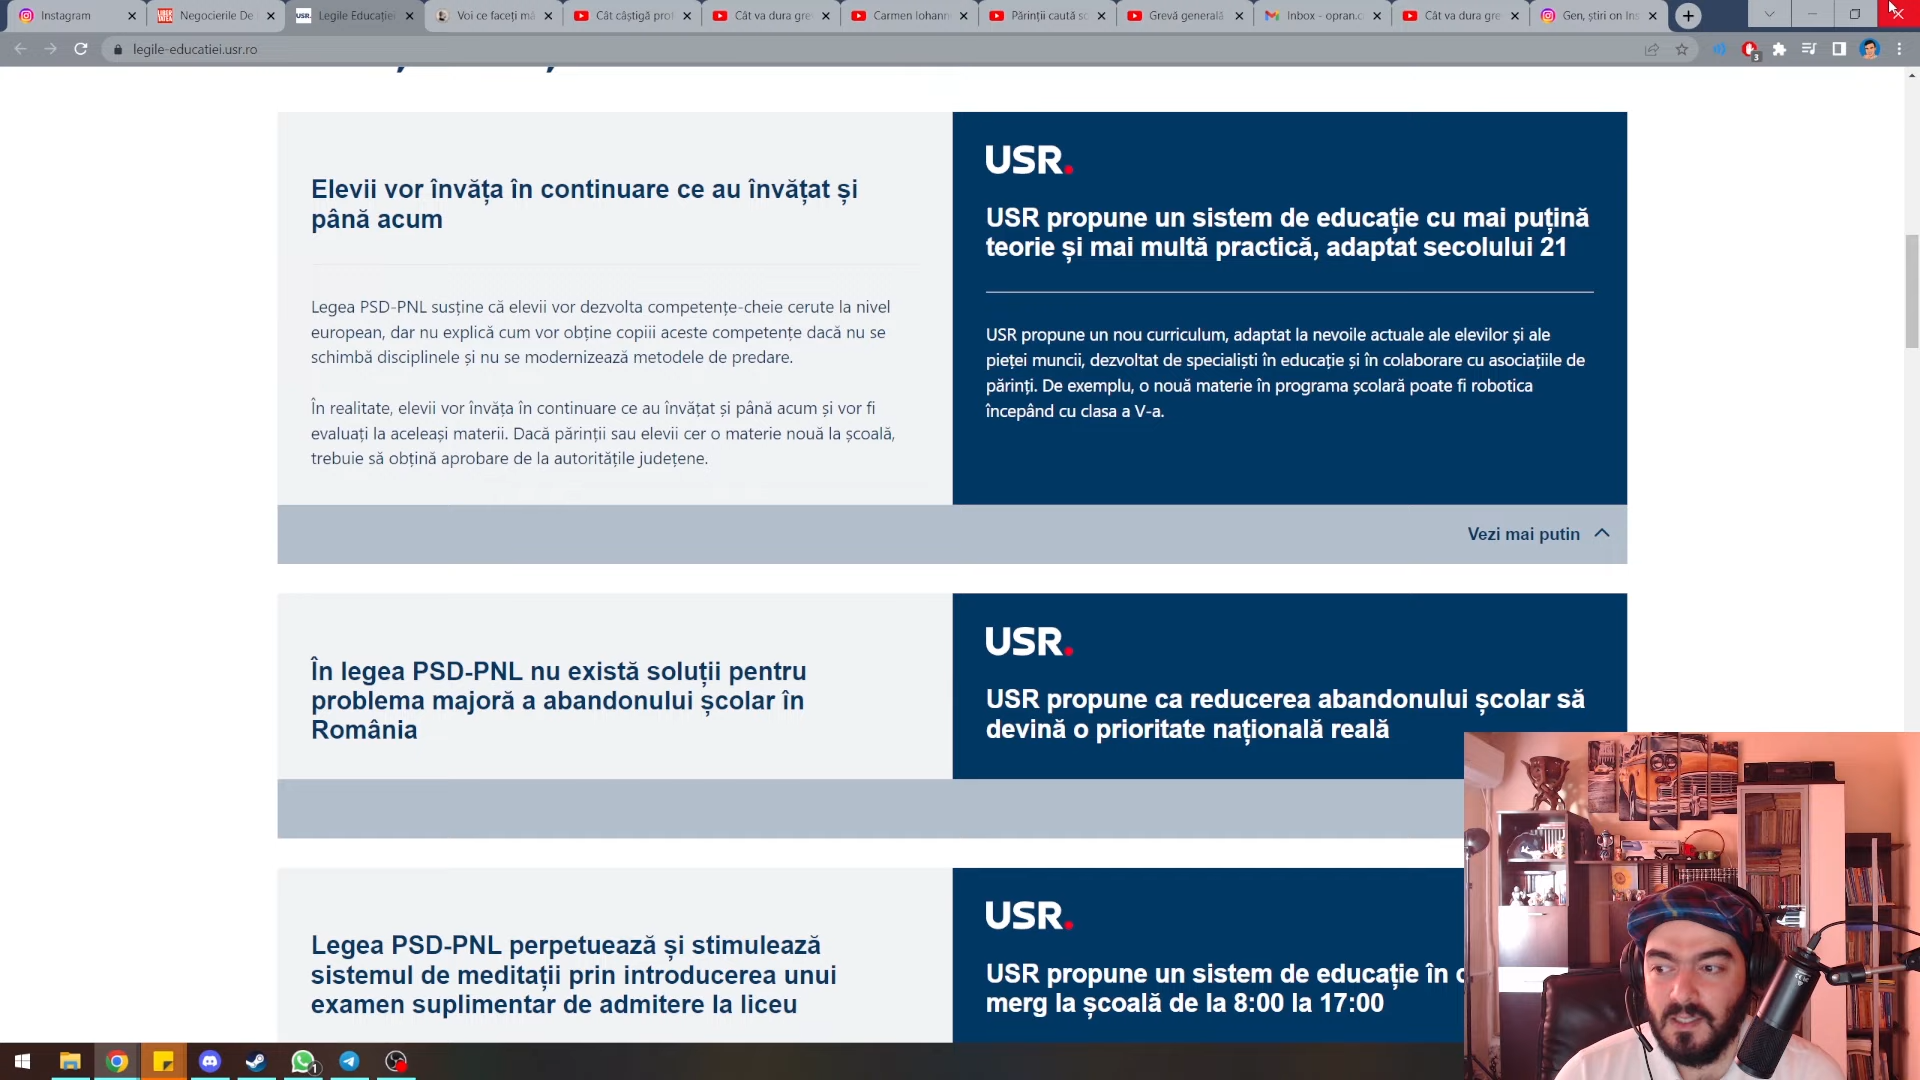 Instagram
Negocierile De
Legile Educației
Voi ce faceți mâ
Cât câștigă prof
Cât va dura gre
Carmen Iohann
Părinții caută sc
Grevă generală
Inbox - opran.c
Cât va dura gre
Gen, știri on Ins
legile-educatiei.usr.ro
3
Elevii vor învăța în continuare ce au învățat și
până acum
Legea PSD-PNL susține că elevii vor dezvolta competențe-cheie cerute la nivel
european, dar nu explică cum vor obține copiii aceste competențe dacă nu se
schimbă disciplinele și nu se modernizează metodele de predare.
În realitate, elevii vor învăța în continuare ce au învățat și până acum și vor fi
evaluați la aceleași materii. Dacă părinții sau elevii cer o materie nouă la școală,
trebuie să obțină aprobare de la autoritățile județene.
USR.
USR propune un sistem de educație cu mai puțină
teorie și mai multă practică, adaptat secolului 21
USR propune un nou curriculum, adaptat la nevoile actuale ale elevilor și ale
pieței muncii, dezvoltat de specialiști în educație și în colaborare cu asociațiile de
părinți. De exemplu, o nouă materie în programa școlară poate fi robotica
începând cu clasa a V-a.
Vezi mai putin
În legea PSD-PNL nu există soluții pentru
problema majoră a abandonului școlar în
România
USR.
USR propune ca reducerea abandonului școlar să
devină o prioritate națională reală
Legea PSD-PNL perpetuează și stimulează
sistemul de meditații prin introducerea unui
examen suplimentar de admitere la liceu
USR.
USR propune un sistem de educație în c
merg la școală de la 8:00 la 17:00
1